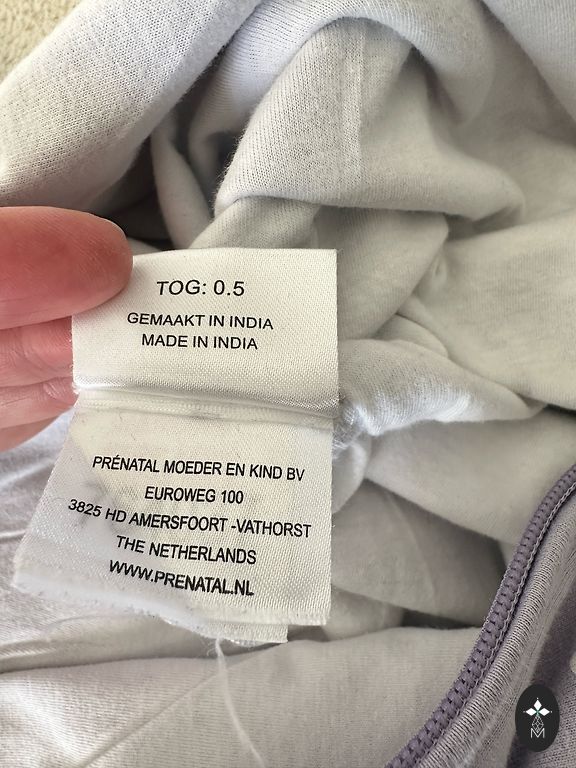 TOG: 0.5
GEMAAKT IN INDIA
MADE IN INDIA
PRÉNATAL MOEDER EN KIND BV
EUROWEG 100
3825 HD AMERSFOORT -VATHORST
THE NETHERLANDS
WWW.PRENATAL.NL
M